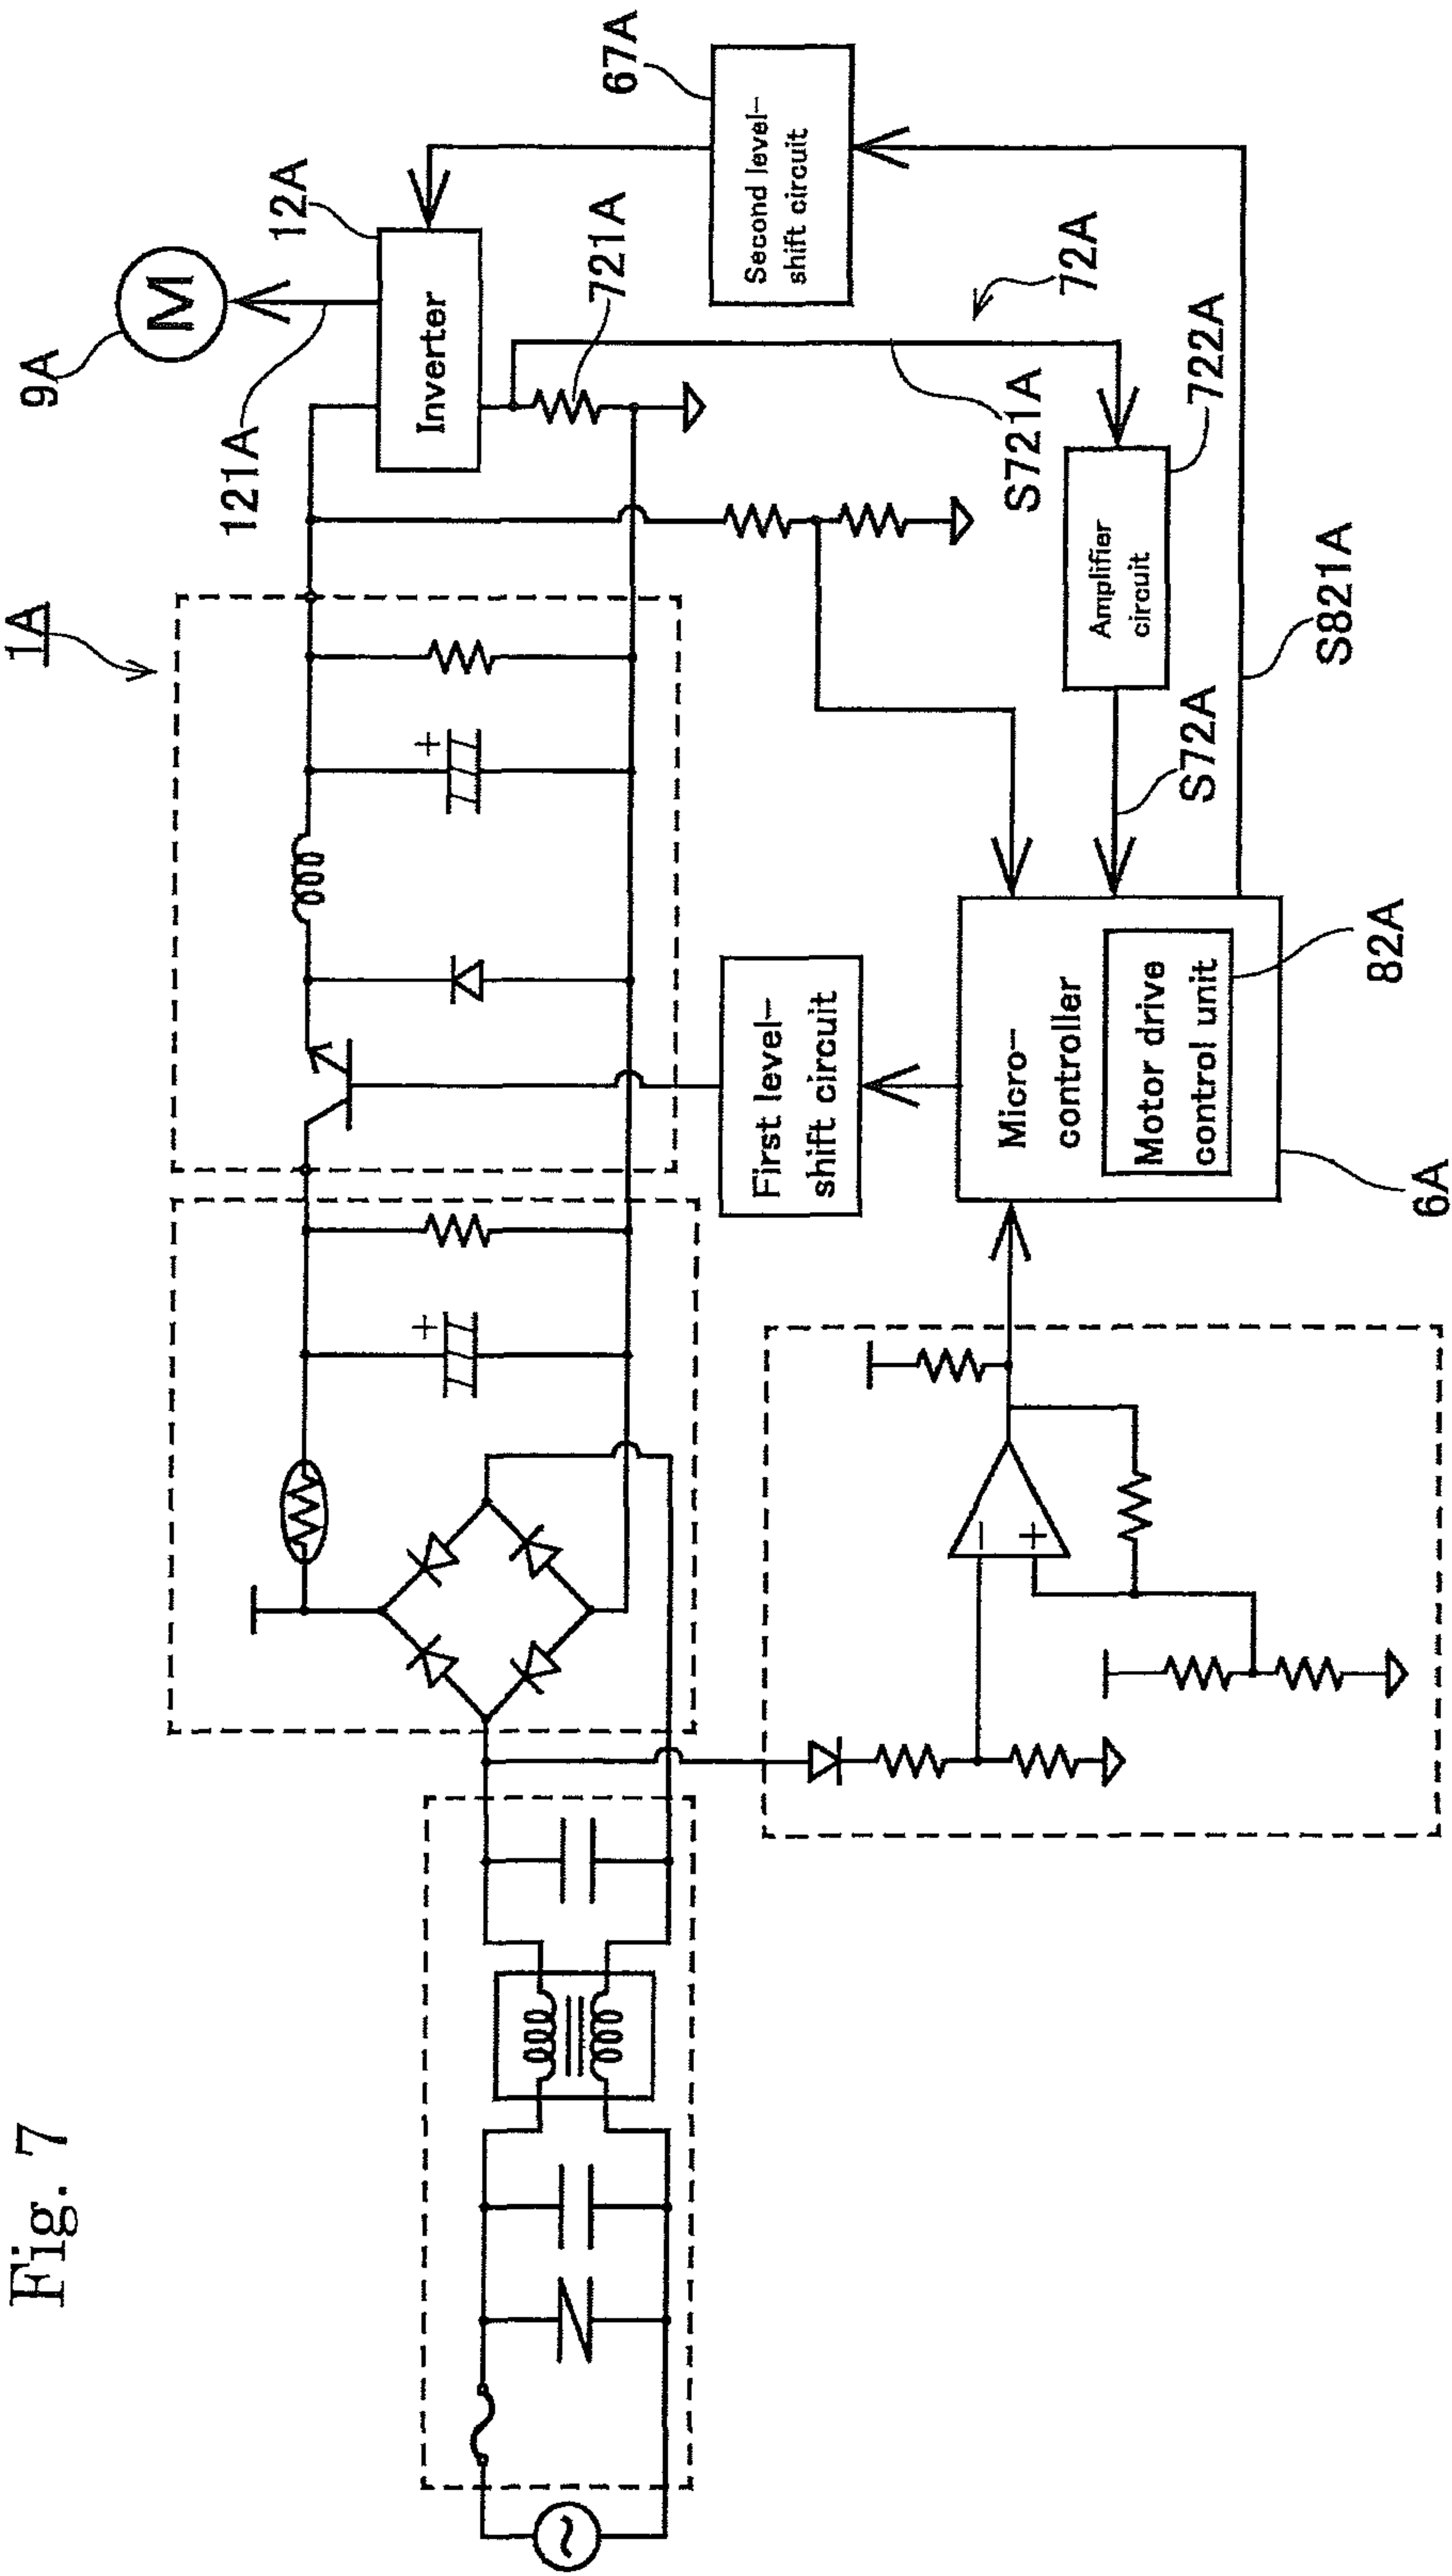 Fig. 7
1A
9A
M
121A
12A
Inverter
721A
67A
Second level-
shift circuit
72A
S721A
722A
Amplifier
circuit
S72A
S821A
First level-
shift circuit
Micro-
controller
Motor drive
control unit
82A
6A
+
+
−
+